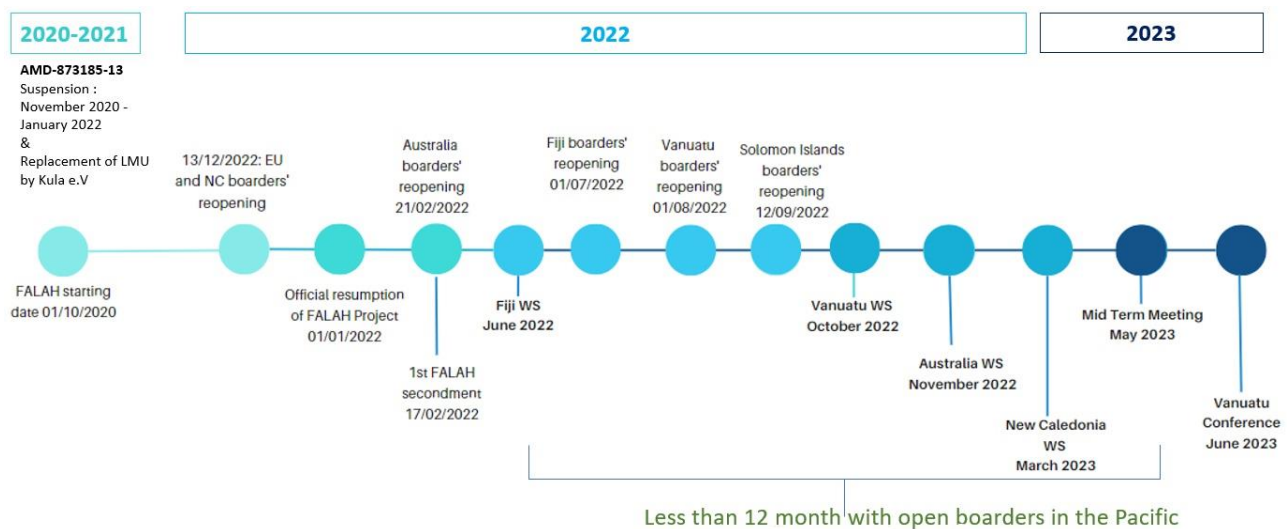 2020-2021
2022
2023
AMD-873185-13
Suspension :
November 2020 -
January 2022
&
Replacement of LMU
by Kula e.V
13/12/2022: EU
and NC boarders'
reopening
Australia
boarders'
reopening
21/02/2022
Fiji boarders'
reopening
01/07/2022
Vanuatu
boarders'
reopening
01/08/2022
Solomon Islands
boarders'
reopening
12/09/2022
FALAH starting
date 01/10/2020
Official resumption
of FALAH Project
01/01/2022
1st FALAH
secondment
17/02/2022
Fiji WS
June 2022
Vanuatu WS
October 2022
Australia WS
November 2022
New Caledonia
WS
March 2023
Mid Term Meeting
May 2023
Vanuatu
Conference
June 2023
Less than 12 month with open boarders in the Pacific